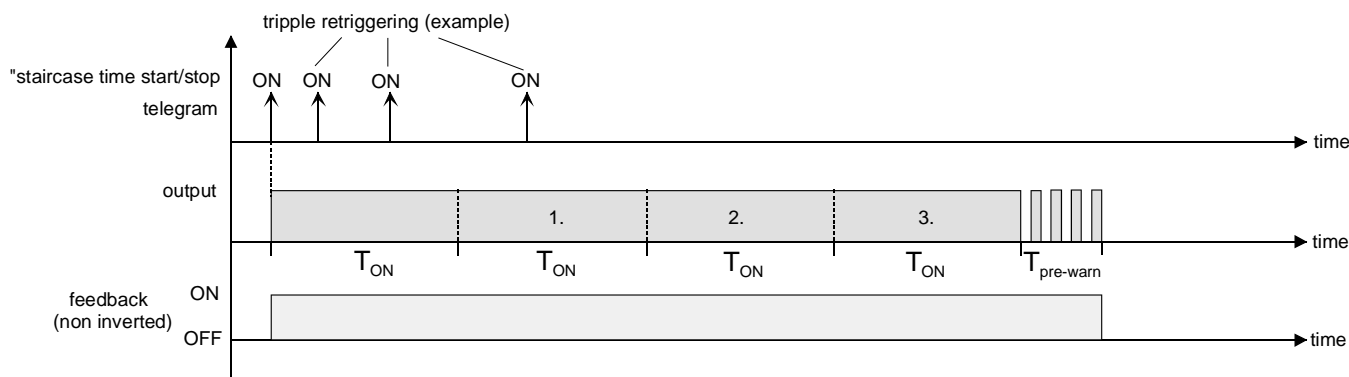 tripple retriggering (example)
"staircase time start/stop
telegram
ON ON ON ON
time
output
1. 2. 3.
time
TON TON TON TON Tpre-warn
feedback
(non inverted)
ON
OFF
time